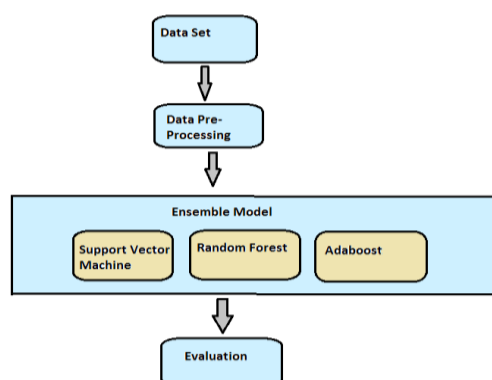 Data Set
Data Pre-
Processing
Ensemble Model
Support Vector
Machine
Random Forest
Adaboost
Evaluation